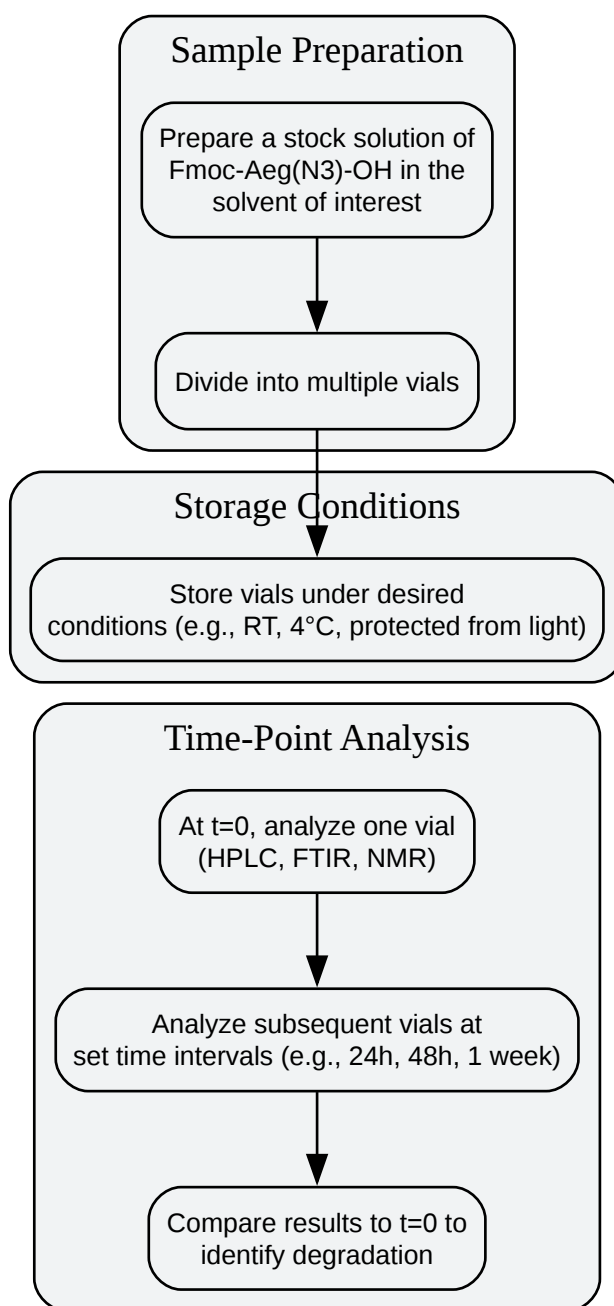 Sample Preparation
Prepare a stock solution of
Fmoc-Aeg(N3)-OH in the
solvent of interest
Divide into multiple vials
Storage Conditions
Store vials under desired
conditions (e.g., RT, 4°C, protected from light)
Time-Point Analysis
At t=0, analyze one vial
(HPLC, FTIR, NMR)
Analyze subsequent vials at
set time intervals (e.g., 24h, 48h, 1 week)
Compare results to t=0 to
identify degradation